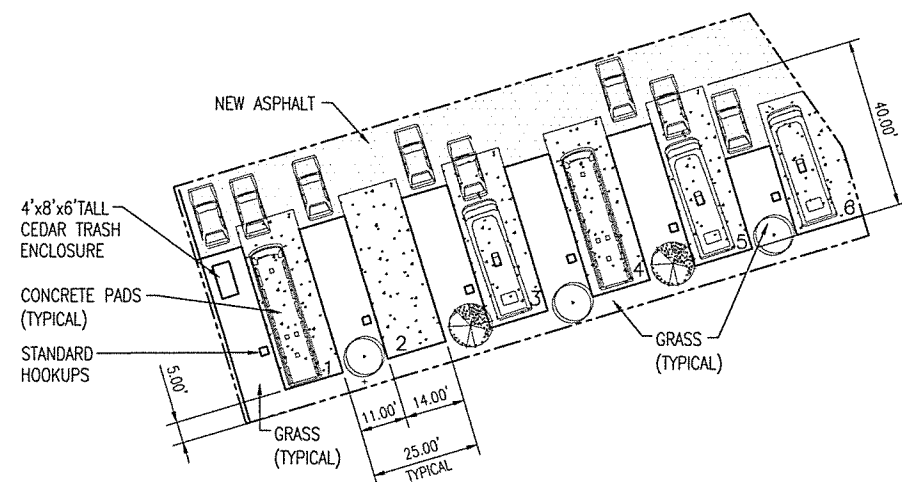 NEW ASPHALT
40.00'
4'x8'x6'TALL
CEDAR TRASH
ENCLOSURE
CONCRETE PADS
(TYPICAL)
STANDARD
HOOKUPS
5.00'
GRASS
(TYPICAL)
1
2
3
4
5
6
11.00'
14.00'
25.00'
TYPICAL
GRASS
(TYPICAL)